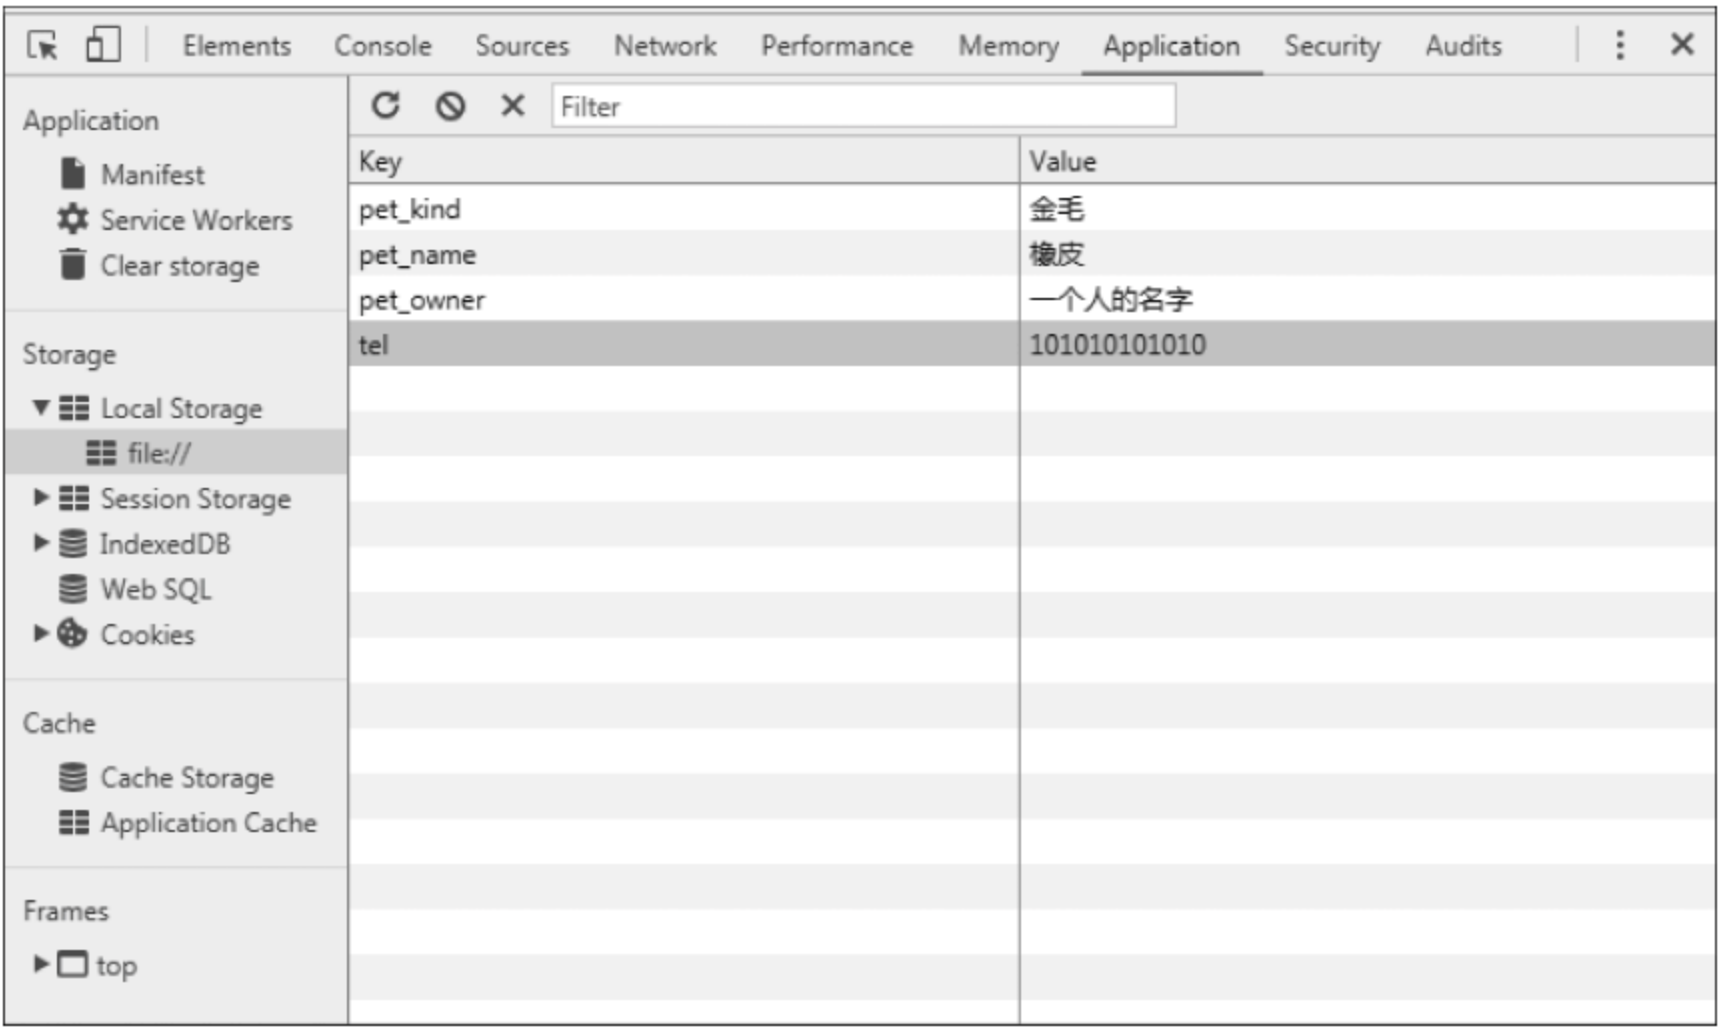 Elements Console Sources Network Performance Memory Application Security Audits
Application
Manifest
Service Workers
Clear storage
Storage
Local Storage
file://
Session Storage
IndexedDB
Web SQL
Cookies
Cache
Cache Storage
Application Cache
Frames
top
Filter
Key Value
pet_kind 金毛
pet_name 橡皮
pet_owner 一个人的名字
tel 101010101010